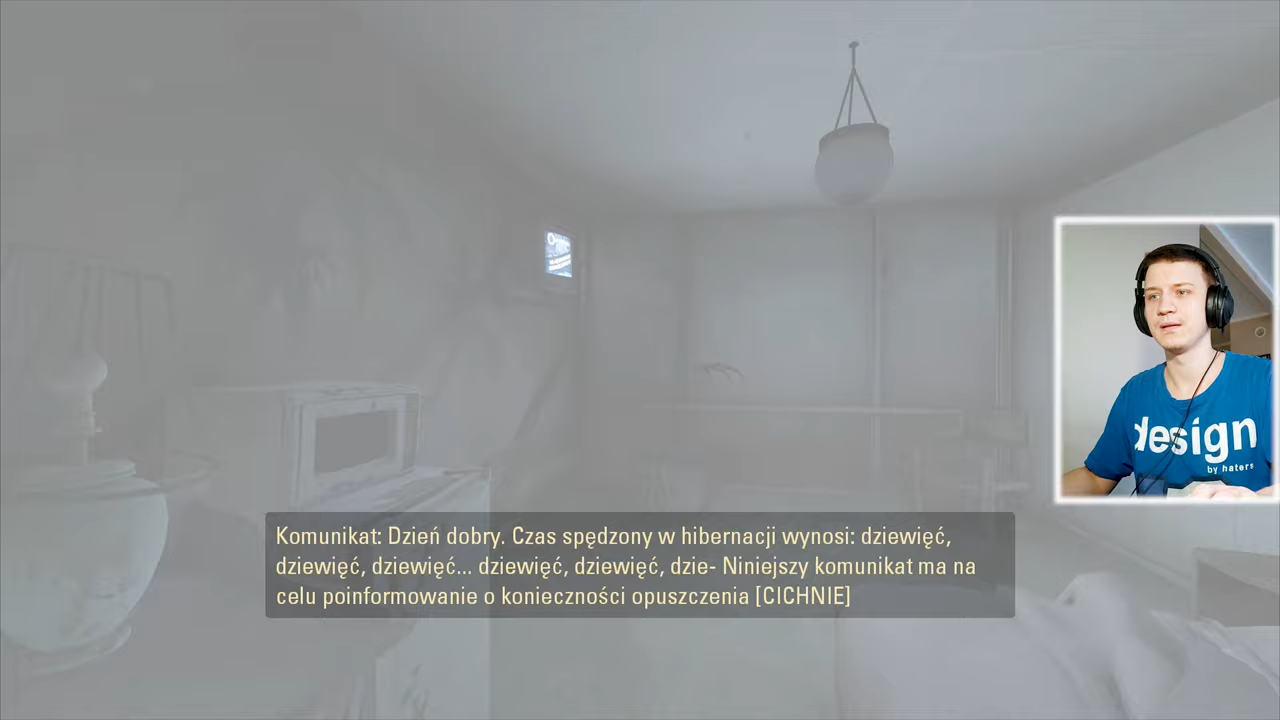 Komunikat: Dzień dobry. Czas spędzony w hibernacji wynosi: dziewięć,
dziewięć, dziewięć... dziewięć, dziewięć, dzie- Niniejszy komunikat ma na
celu poinformowanie o konieczności opuszczenia [CICHNIE]
design
by haters